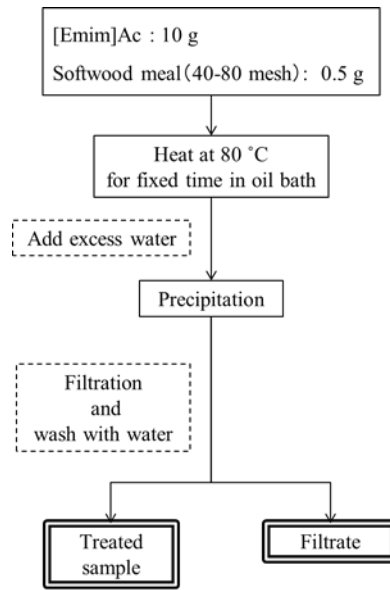 [Emim]Ac : 10 g
Softwood meal(40-80 mesh): 0.5 g
Heat at 80 ˚C
for fixed time in oil bath
Add excess water
Precipitation
Filtration
and
wash with water
Treated
sample
Filtrate